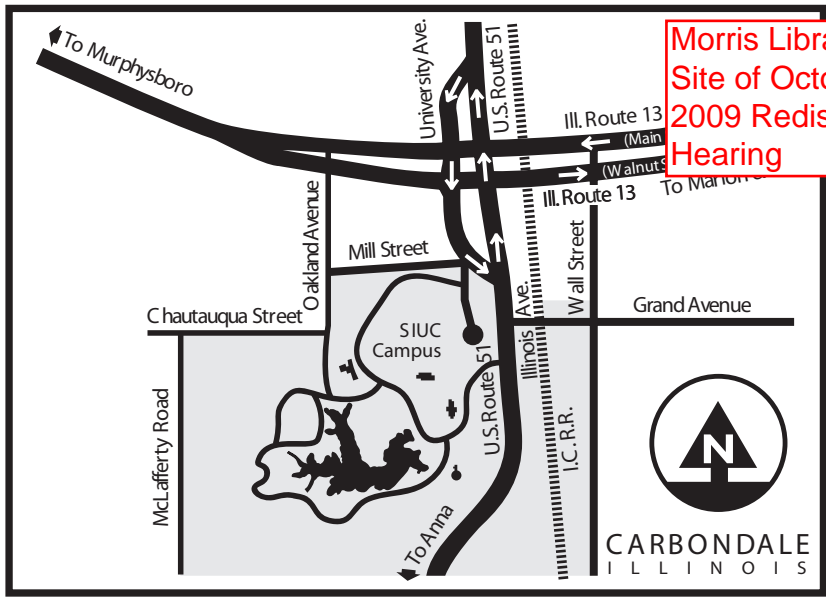 To Murphysboro
University Ave.
U.S. Route 51
Morris Libra
Site of Octo
2009 Redis
Hearing
Ill. Route 13
(Main
(Walnut S
Ill. Route 13
To Marion
Oakland Avenue
Mill Street
Wall Street
Illinois Ave.
Grand Avenue
Chautauqua Street
SIUC
Campus
U.S.Route 51
McLafferty Road
I.C.R.R.
To Anna
N
CARBONDALE
ILLINOIS